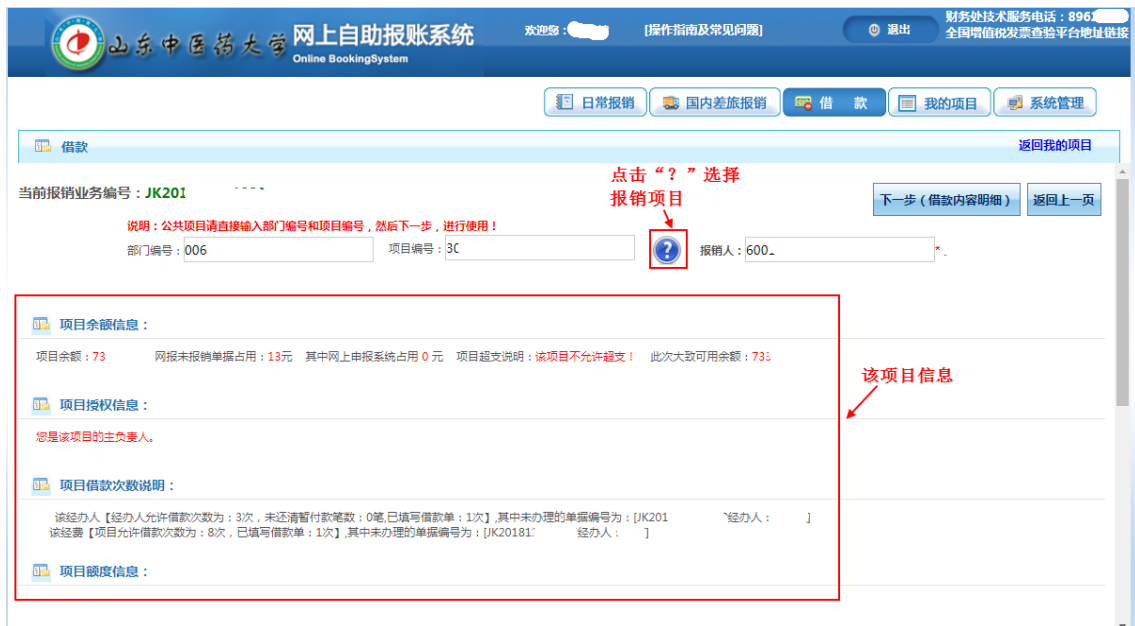 山东中医药大学 网上自助报账系统
Online BookingSystem
欢迎您：
[操作指南及常见问题]
退出
财务处技术服务电话：896
全国增值税发票查验平台地址链接
日常报销 国内差旅报销 借 款 我的项目 系统管理
借款 返回我的项目
当前报销业务编号：JK201
点击“？”选择
报销项目
下一步（借款内容明细） 返回上一页
说明：公共项目请直接输入部门编号和项目编号，然后下一步，进行使用！
部门编号：006 项目编号：30 ? 报销人：600 *.
项目余额信息：
项目余额：73 网报未报销单据占用：13元 其中网上申报系统占用 0 元 项目超支说明：该项目不允许超支！ 此次大致可用余额：733
该项目信息
项目授权信息：
您是该项目的主负责人。
项目借款次数说明：
该经办人【经办人允许借款次数为：3次，未还清暂付款笔数：0笔,已填写借款单：1次】,其中未办理的单据编号为：[JK201 经办人： ]
该经费【项目允许借款次数为：8次，已填写借款单：1次】,其中未办理的单据编号为：[JK20181 经办人： ]
项目额度信息：